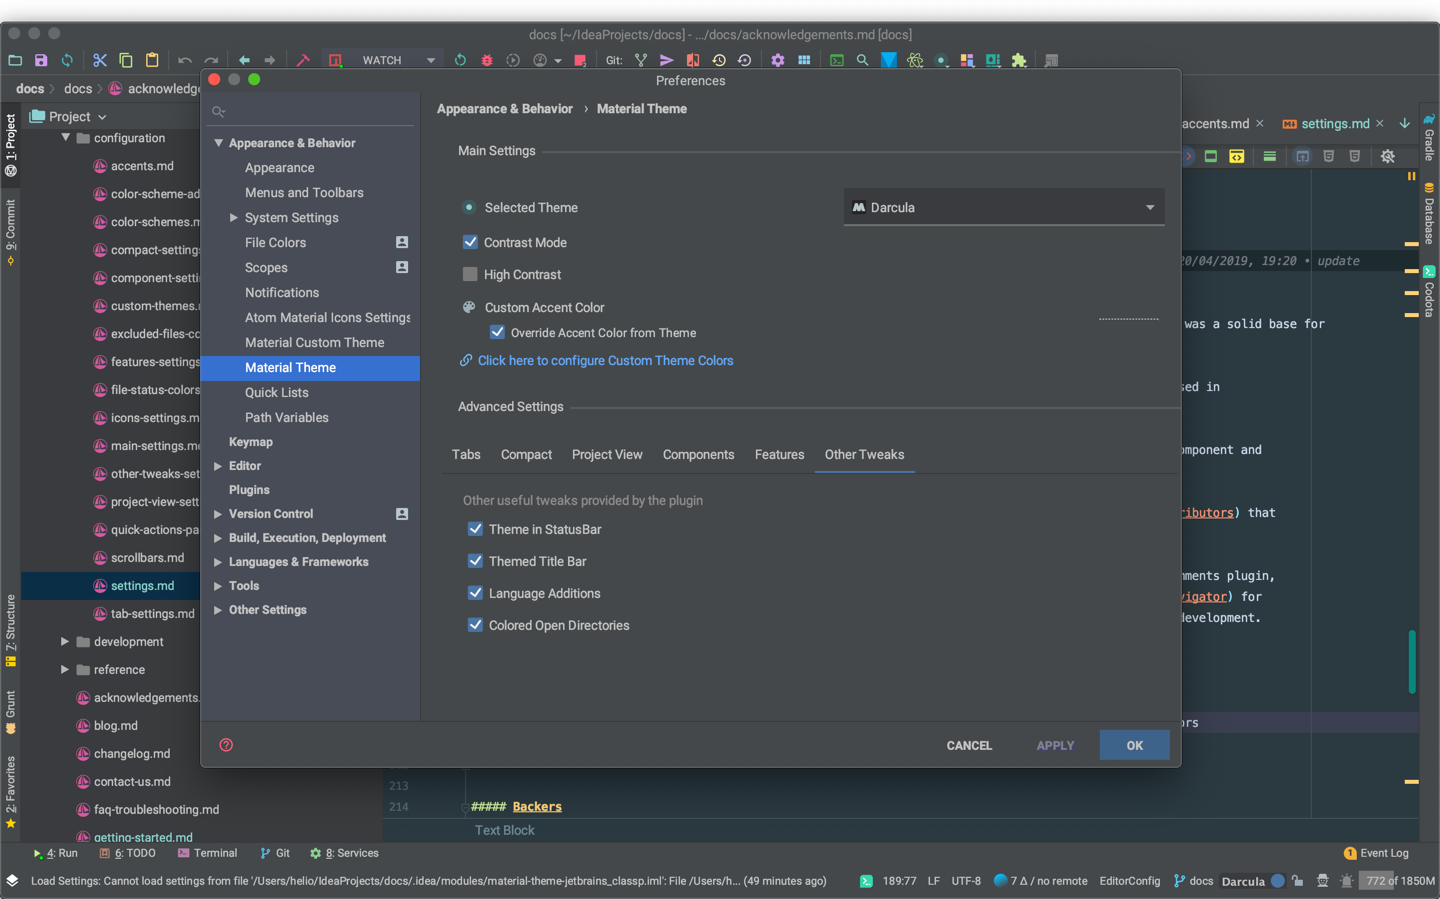 docs [~/IdeaProjects/docs] - .../docs/acknowledgements.md [docs]
WATCH
Git:
docs
docs
acknowledge
Preferences
1: Project
9: Commit
7: Structure
Grunt
2: Favorites
Project
configuration
accents.md
color-scheme-ad
color-schemes.m
compact-settings
component-setti
custom-themes.
excluded-files-cc
features-settings
file-status-colors
icons-settings.m
main-settings.me
other-tweaks-set
project-view-sett
quick-actions-pa
scrollbars.md
settings.md
tab-settings.md
development
reference
acknowledgements.
blog.md
changelog.md
contact-us.md
faq-troubleshooting.md
getting-started.md
Appearance & Behavior
Appearance
Menus and Toolbars
System Settings
File Colors
Scopes
Notifications
Atom Material Icons Settings
Material Custom Theme
Material Theme
Quick Lists
Path Variables
Keymap
Editor
Plugins
Version Control
Build, Execution, Deployment
Languages & Frameworks
Tools
Other Settings
Appearance & Behavior › Material Theme
Main Settings
Selected Theme
Darcula
Contrast Mode
High Contrast
Custom Accent Color
Override Accent Color from Theme
Click here to configure Custom Theme Colors
Advanced Settings
Tabs
Compact
Project View
Components
Features
Other Tweaks
Other useful tweaks provided by the plugin
Theme in StatusBar
Themed Title Bar
Language Additions
Colored Open Directories
CANCEL
APPLY
OK
accents.md
settings.md
20/04/2019, 19:20 • update
was a solid base for
sed in
mponent and
ributors) that
nments plugin,
vigator) for
development.
ors
213
214
##### Backers
Text Block
Gradle
Database
Codota
4: Run
6: TODO
Terminal
Git
8: Services
1
Event Log
Load Settings: Cannot load settings from file '/Users/helio/IdeaProjects/docs/.idea/modules/material-theme-jetbrains_classp.iml': File /Users/h... (49 minutes ago)
189:77
LF
UTF-8
7 Δ / no remote
EditorConfig
docs
Darcula
772 of 1850M